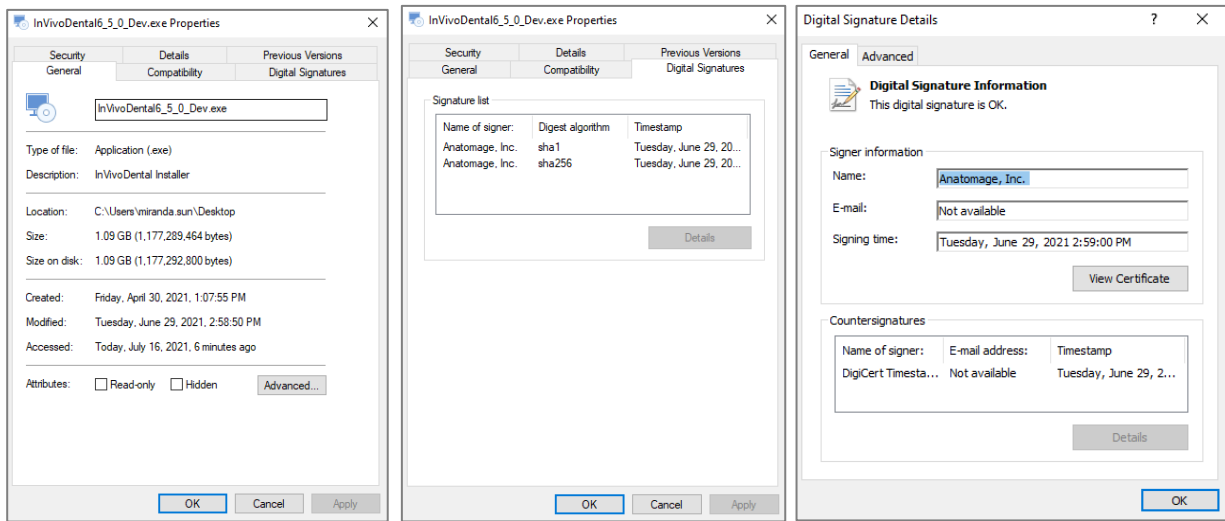 InVivoDental6_5_0_Dev.exe Properties
Security Details Previous Versions
General Compatibility Digital Signatures
InVivoDental6_5_0_Dev.exe
Type of file: Application (.exe)
Description: InVivoDental Installer
Location: C:\Users\miranda.sun\Desktop
Size: 1.09 GB (1,177,289,464 bytes)
Size on disk: 1.09 GB (1,177,292,800 bytes)
Created: Friday, April 30, 2021, 1:07:55 PM
Modified: Tuesday, June 29, 2021, 2:58:50 PM
Accessed: Today, July 16, 2021, 6 minutes ago
Attributes: Read-only Hidden Advanced...
OK Cancel Apply
InVivoDental6_5_0_Dev.exe Properties
Security Details Previous Versions
General Compatibility Digital Signatures
Signature list
Name of signer: Digest algorithm Timestamp
Anatomage, Inc. sha1 Tuesday, June 29, 20...
Anatomage, Inc. sha256 Tuesday, June 29, 20...
Details
OK Cancel Apply
Digital Signature Details ?
General Advanced
Digital Signature Information
This digital signature is OK.
Signer information
Name: Anatomage, Inc.
E-mail: Not available
Signing time: Tuesday, June 29, 2021 2:59:00 PM
View Certificate
Countersignatures
Name of signer: E-mail address: Timestamp
DigiCert Timesta... Not available Tuesday, June 29, 2...
Details
OK